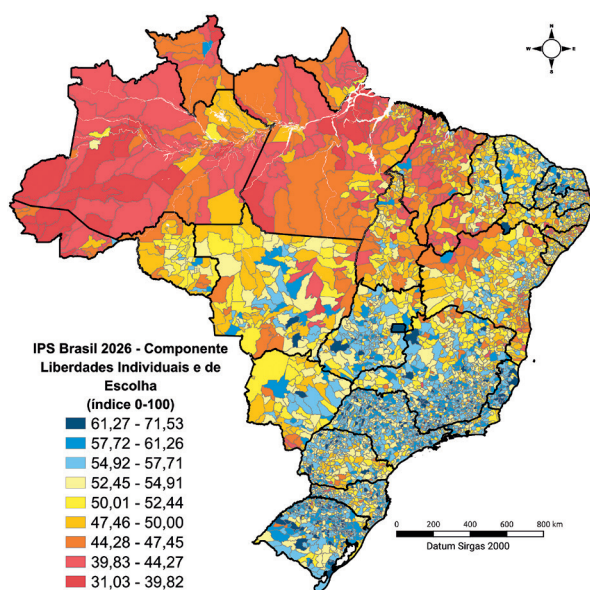 N
W E
S
IPS Brasil 2026 - Componente
Liberdades Individuais e de
Escolha
(índice 0-100)
61,27 - 71,53
57,72 - 61,26
54,92 - 57,71
52,45 - 54,91
50,01 - 52,44
47,46 - 50,00
44,28 - 47,45
39,83 - 44,27
31,03 - 39,82
0 200 400 600 800 km
Datum Sirgas 2000